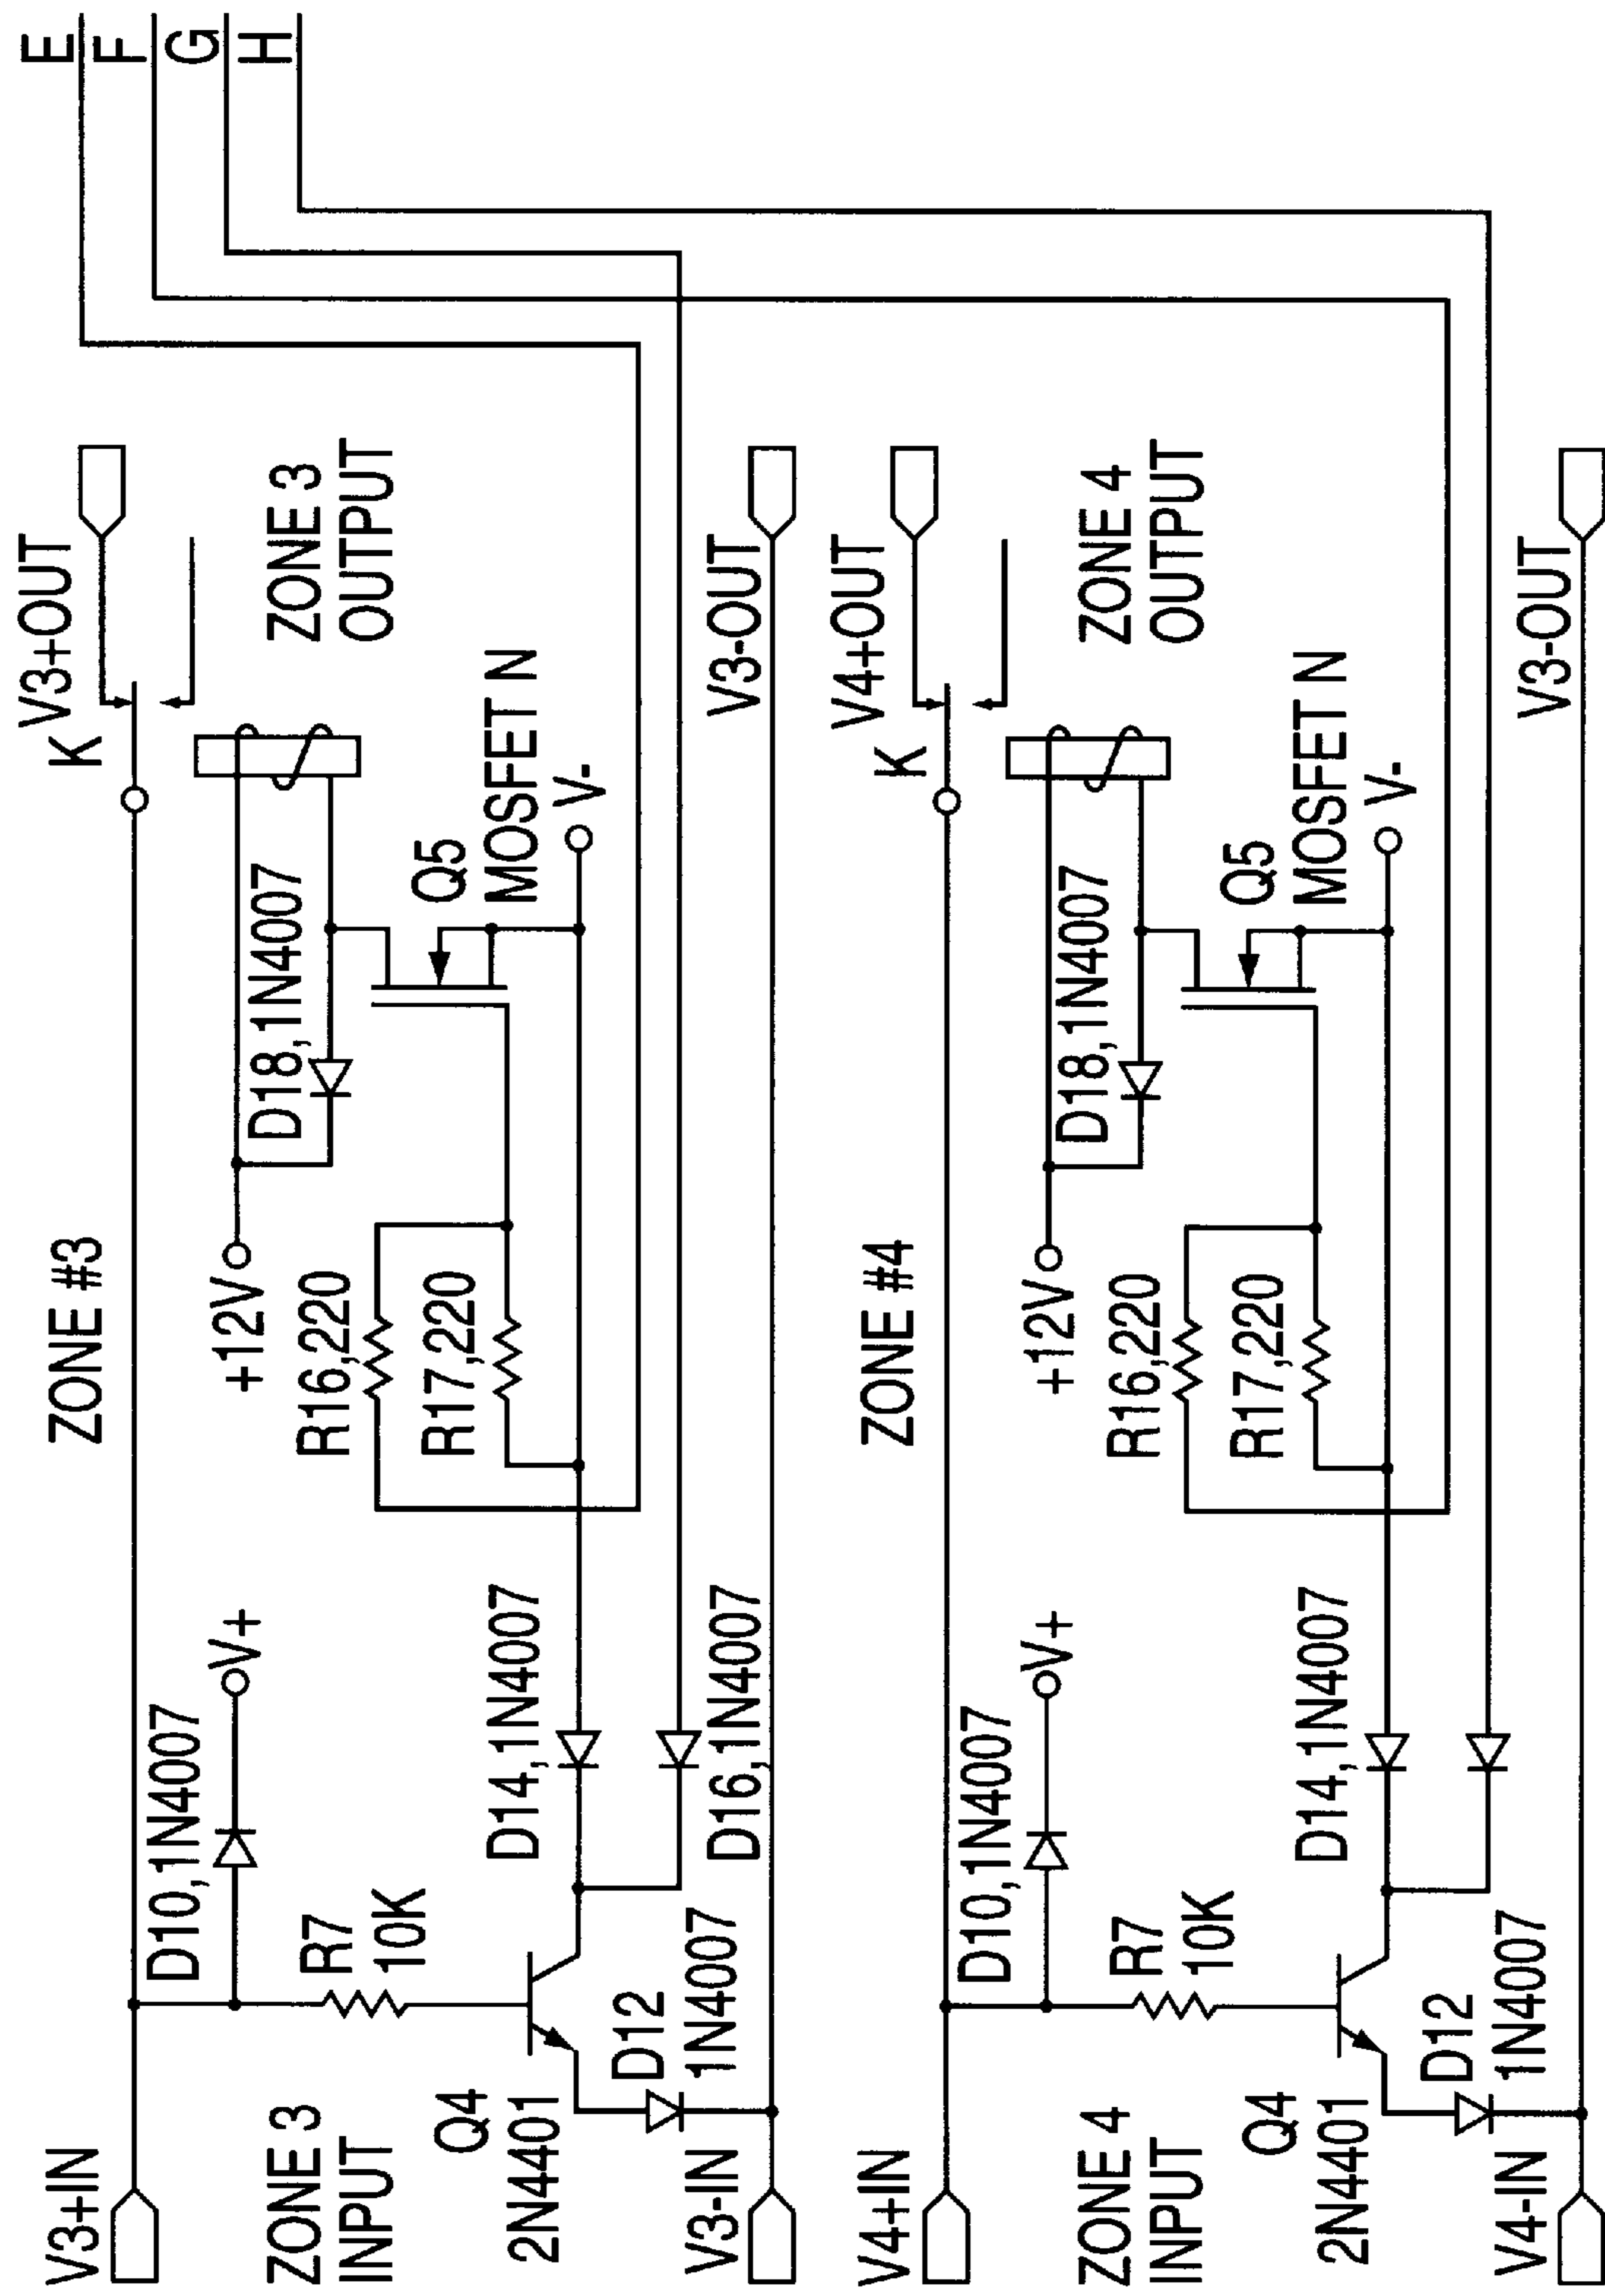 E
F
G
H
ZONE #3
V3+IN
D10,1N4007
V+
+12V
K
V3+OUT
ZONE 3
INPUT
R7
10K
R16,220
D18,1N4007
ZONE 3
OUTPUT
R17,220
Q5
MOSFET N
Q4
2N4401
D14,1N4007
V-
D12
1N4007
D16,1N4007
V3-IN
V3-OUT
ZONE #4
V4+IN
D10,1N4007
V+
+12V
K
V4+OUT
ZONE 4
INPUT
R7
10K
R16,220
D18,1N4007
ZONE 4
OUTPUT
R17,220
Q5
MOSFET N
Q4
2N4401
D14,1N4007
V-
D12
1N4007
V4-IN
V3-OUT